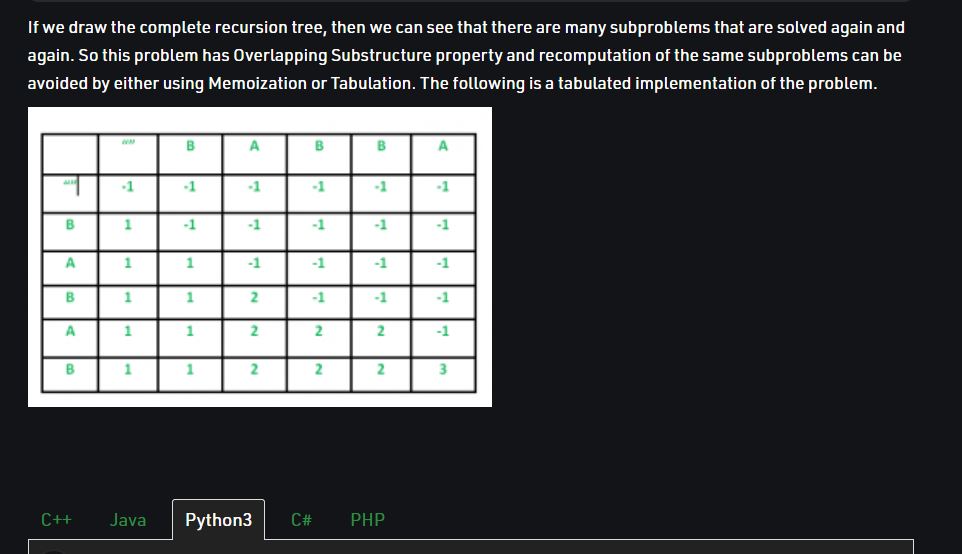 If we draw the complete recursion tree, then we can see that there are many subproblems that are solved again and
again. So this problem has Overlapping Substructure property and recomputation of the same subproblems can be
avoided by either using Memoization or Tabulation. The following is a tabulated implementation of the problem.
“” B A B B A
“” -1 -1 -1 -1 -1 -1
B 1 -1 -1 -1 -1 -1
A 1 1 -1 -1 -1 -1
B 1 1 2 -1 -1 -1
A 1 1 2 2 2 -1
B 1 1 2 2 2 3
C++ Java Python3 C# PHP